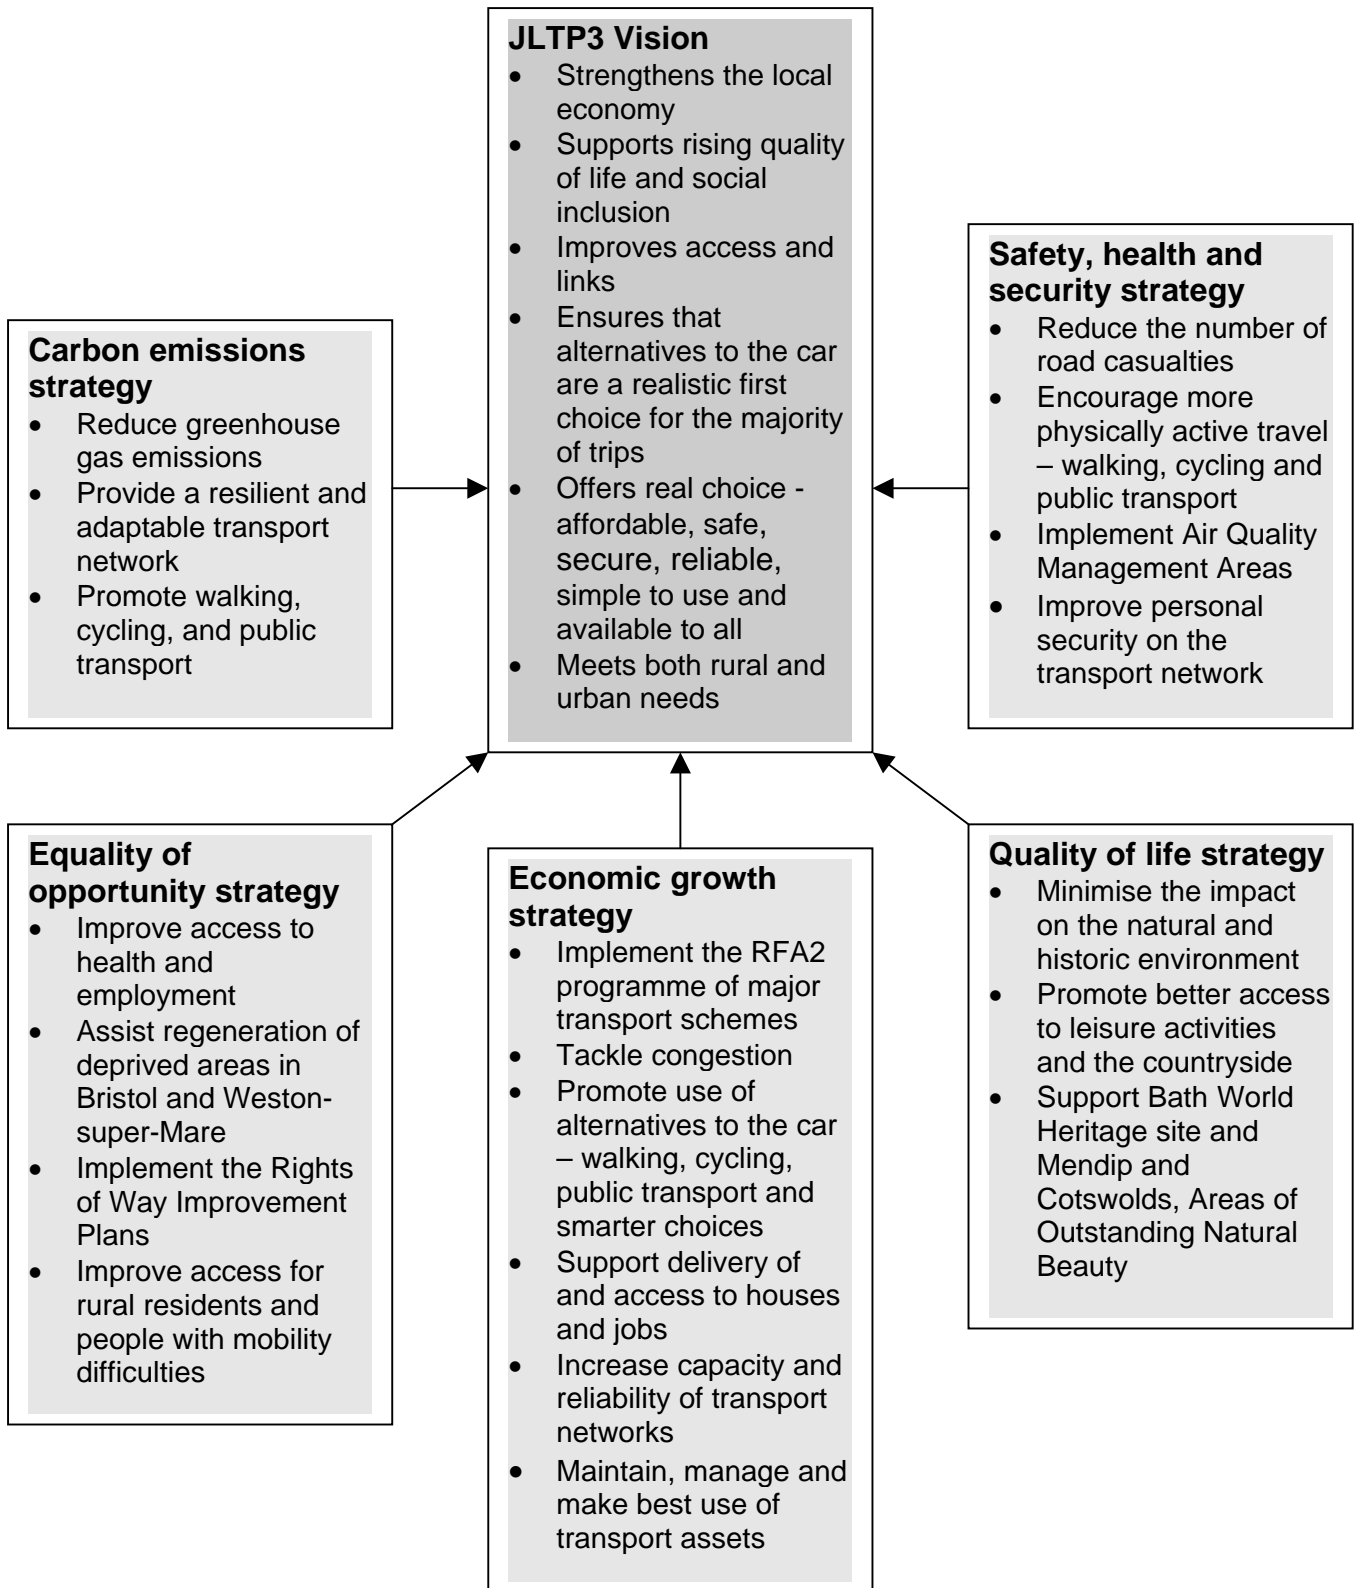 JLTP3 Vision
• Strengthens the local
economy
• Supports rising quality
of life and social
inclusion
• Improves access and
links
• Ensures that
alternatives to the car
are a realistic first
choice for the majority
of trips
• Offers real choice -
affordable, safe,
secure, reliable,
simple to use and
available to all
• Meets both rural and
urban needs
Carbon emissions
strategy
• Reduce greenhouse
gas emissions
• Provide a resilient and
adaptable transport
network
• Promote walking,
cycling, and public
transport
Safety, health and
security strategy
• Reduce the number of
road casualties
• Encourage more
physically active travel
– walking, cycling and
public transport
• Implement Air Quality
Management Areas
• Improve personal
security on the
transport network
Equality of
opportunity strategy
• Improve access to
health and
employment
• Assist regeneration of
deprived areas in
Bristol and Weston-
super-Mare
• Implement the Rights
of Way Improvement
Plans
• Improve access for
rural residents and
people with mobility
difficulties
Economic growth
strategy
• Implement the RFA2
programme of major
transport schemes
• Tackle congestion
• Promote use of
alternatives to the car
– walking, cycling,
public transport and
smarter choices
• Support delivery of
and access to houses
and jobs
• Increase capacity and
reliability of transport
networks
• Maintain, manage and
make best use of
transport assets
Quality of life strategy
• Minimise the impact
on the natural and
historic environment
• Promote better access
to leisure activities
and the countryside
• Support Bath World
Heritage site and
Mendip and
Cotswolds, Areas of
Outstanding Natural
Beauty